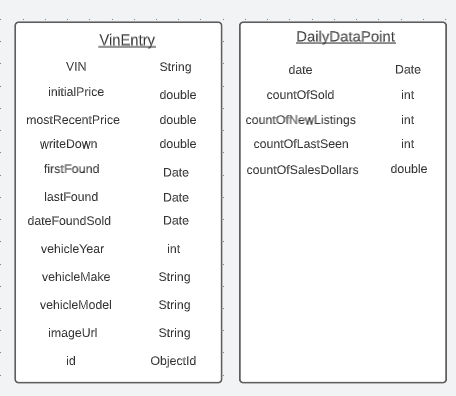 VinEntry
VIN String
initialPrice double
mostRecentPrice double
writeDown double
firstFound Date
lastFound Date
dateFoundSold Date
vehicleYear int
vehicleMake String
vehicleModel String
imageUrl String
id ObjectId
DailyDataPoint
date Date
countOfSold int
countOfNewListings int
countOfLastSeen int
countOfSalesDollars double